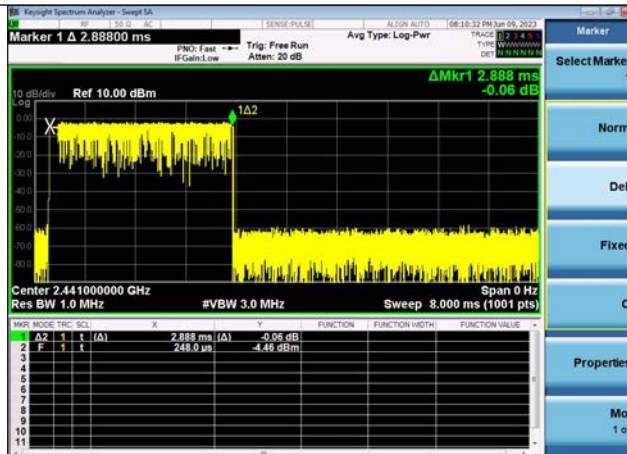 Keysight Spectrum Analyzer - Swept SA
RF 50 Ω AC SENSE:PULSE ALIGN AUTO 08:10:32 PM Jun 09, 2023
Marker 1 Δ 2.88800 ms
PNO: Fast Trig: Free Run Avg Type: Log-Pwr TRACE 1 2 3 4 5 6
IFGain:Low Atten: 20 dB TYPE
DET N N N N N N
Marker
Select Marke
ΔMkr1 2.888 ms
-0.06 dB
10 dB/div Ref 10.00 dBm
Log
1Δ2
0.00
-10.0
-20.0
-30.0
-40.0
-50.0
-60.0
-70.0
-80.0
Norm
Del
Fixed
O
Properties
Mo
1 o
Center 2.441000000 GHz Span 0 Hz
Res BW 1.0 MHz #VBW 3.0 MHz Sweep 8.000 ms (1001 pts)
MKR MODE TRC SCL X Y FUNCTION FUNCTION WIDTH FUNCTION VALUE
1 Δ2 1 t (Δ) 2.888 ms (Δ) -0.06 dB
2 F 1 t 248.0 µs -4.46 dBm
3
4
5
6
7
8
9
10
11